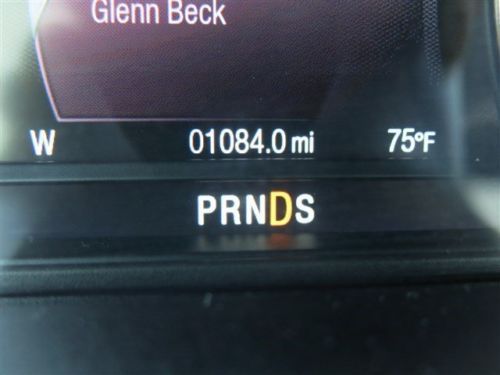 Glenn Beck
W 01084.0 mi 75°F
PRNDS